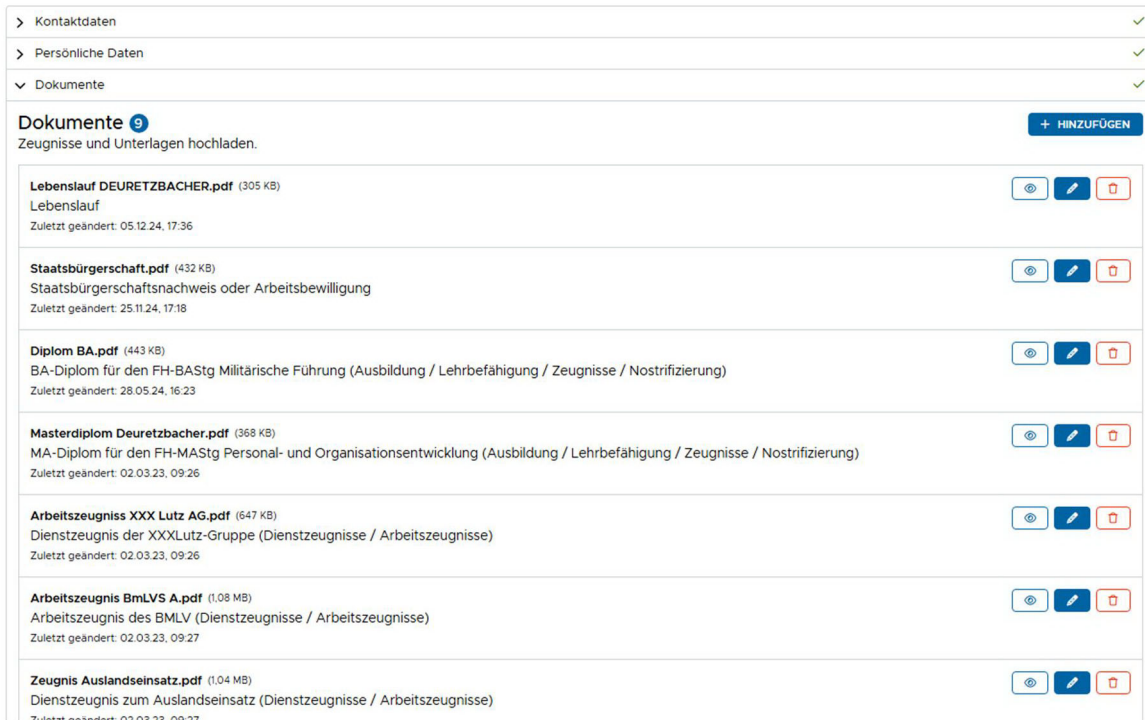 Kontaktdaten
Persönliche Daten
Dokumente
Dokumente 9
+ HINZUFÜGEN
Zeugnisse und Unterlagen hochladen.
Lebenslauf DEURETZBACHER.pdf (305 KB)
Lebenslauf
Zuletzt geändert: 05.12.24, 17:36
Staatsbürgerschaft.pdf (432 KB)
Staatsbürgerschaftsnachweis oder Arbeitsbewilligung
Zuletzt geändert: 25.11.24, 17:18
Diplom BA.pdf (443 KB)
BA-Diplom für den FH-BAStg Militärische Führung (Ausbildung / Lehrbefähigung / Zeugnisse / Nostrifizierung)
Zuletzt geändert: 28.05.24, 16:23
Masterdiplom Deuretzbacher.pdf (368 KB)
MA-Diplom für den FH-MAStg Personal- und Organisationsentwicklung (Ausbildung / Lehrbefähigung / Zeugnisse / Nostrifizierung)
Zuletzt geändert: 02.03.23, 09:26
Arbeitszeugniss XXX Lutz AG.pdf (647 KB)
Dienstzeugnis der XXXLutz-Gruppe (Dienstzeugnisse / Arbeitszeugnisse)
Zuletzt geändert: 02.03.23, 09:26
Arbeitszeugnis BmLVS A.pdf (1,08 MB)
Arbeitszeugnis des BMLV (Dienstzeugnisse / Arbeitszeugnisse)
Zuletzt geändert: 02.03.23, 09:27
Zeugnis Auslandseinsatz.pdf (1,04 MB)
Dienstzeugnis zum Auslandseinsatz (Dienstzeugnisse / Arbeitszeugnisse)
Zuletzt geändert: 02.03.23, 09:27